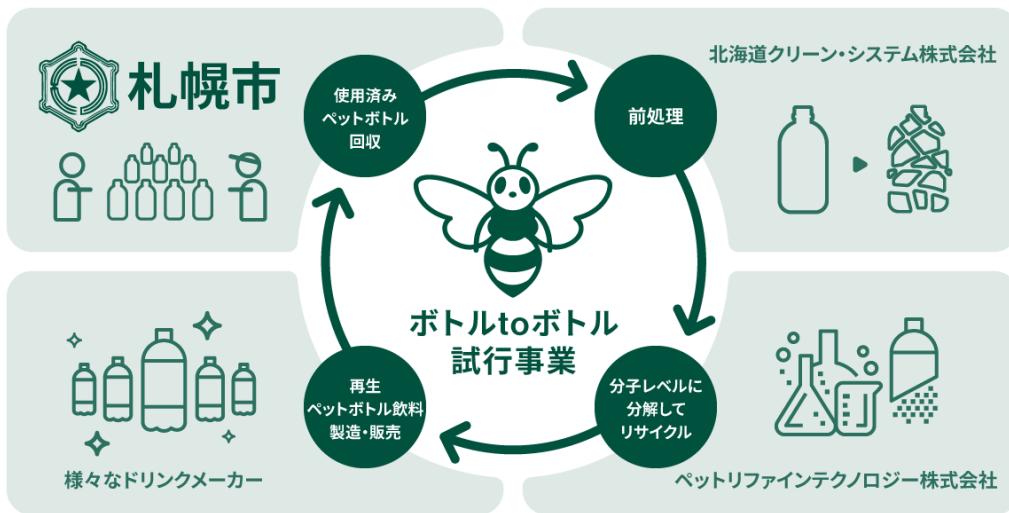 札幌市
使用済み
ペットボトル
回収
前処理
北海道クリーン・システム株式会社
ボトルtoボトル
試行事業
再生
ペットボトル飲料
製造・販売
様々なドリンクメーカー
分子レベルに
分解して
リサイクル
ペットリファインテクノロジー株式会社